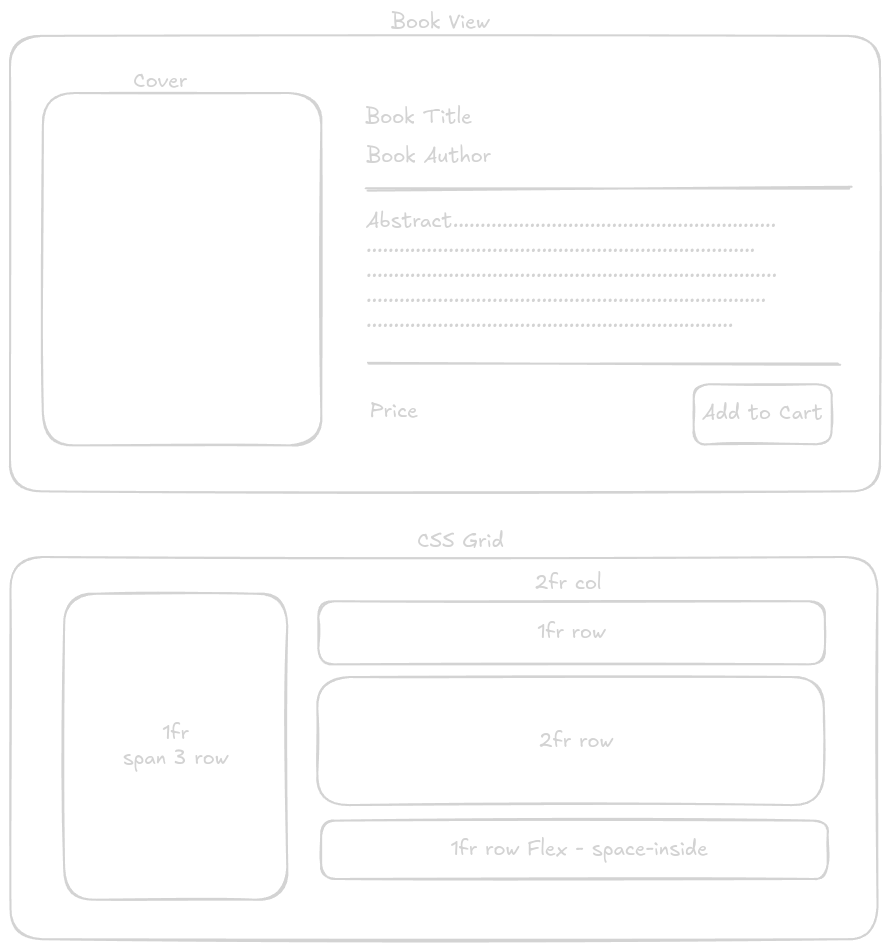 Book View
Cover
Book Title
Book Author
Abstract........................................................
...................................................................
.......................................................................
.....................................................................
................................................................
Price
Add to Cart
CSS Grid
2fr col
1fr row
1fr
span 3 row
2fr row
1fr row Flex - space-inside